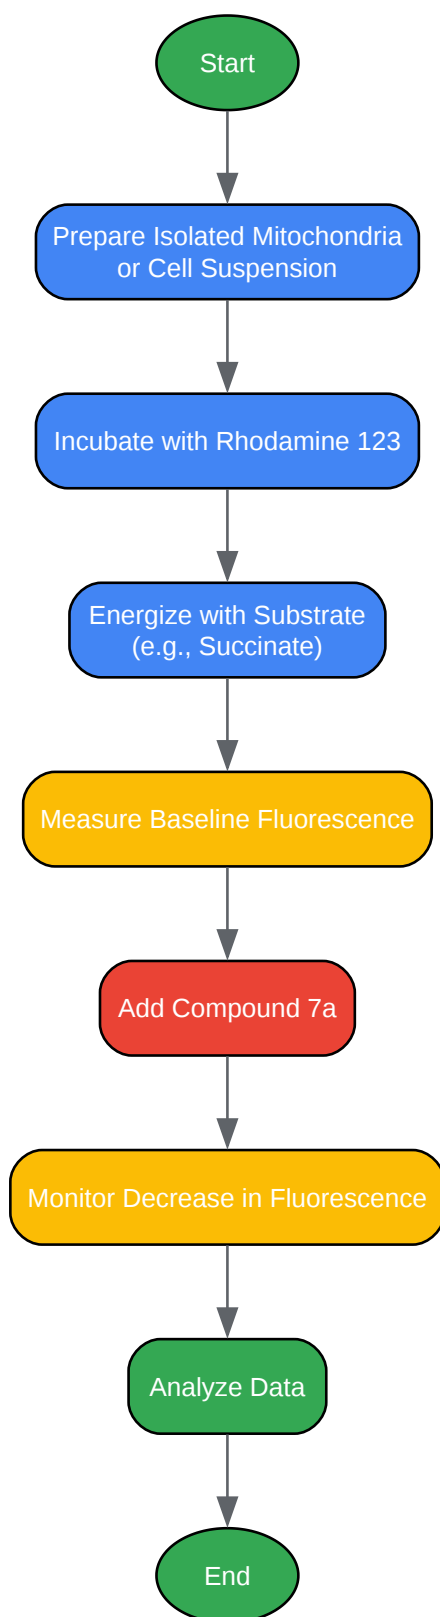 Start
Prepare Isolated Mitochondria
or Cell Suspension
Incubate with Rhodamine 123
Energize with Substrate
(e.g., Succinate)
Measure Baseline Fluorescence
Add Compound 7a
Monitor Decrease in Fluorescence
Analyze Data
End